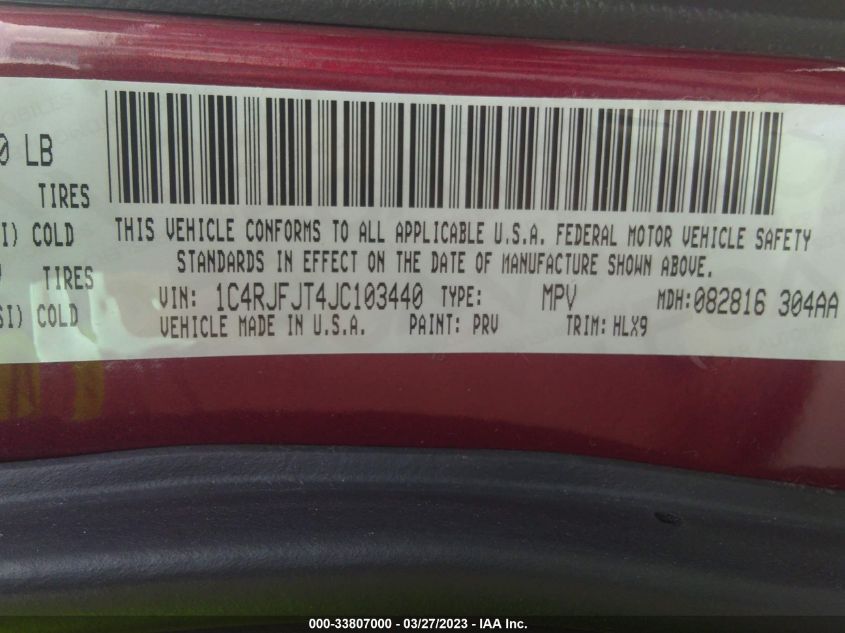 0 LB
TIRES
I) COLD
TIRES
SI) COLD
THIS VEHICLE CONFORMS TO ALL APPLICABLE U.S.A. FEDERAL MOTOR VEHICLE SAFETY
STANDARDS IN EFFECT ON THE DATE OF MANUFACTURE SHOWN ABOVE.
VIN: 1C4RJFJT4JC103440 TYPE: MPV MDH:082816 304AA
VEHICLE MADE IN U.S.A. PAINT: PRV TRIM: HLX9
000-33807000 - 03/27/2023 - IAA Inc.